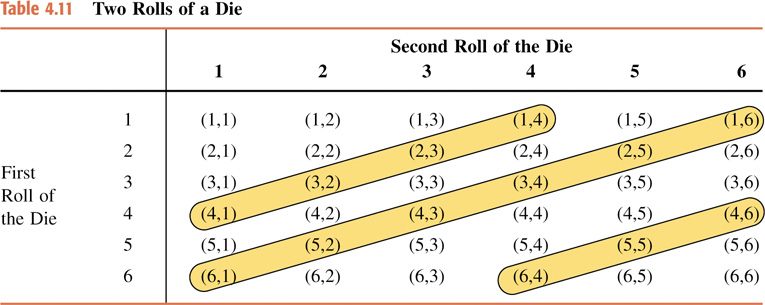 Table 4.11 Two Rolls of a Die
Second Roll of the Die
1 2 3 4 5 6
1 (1,1) (1,2) (1,3) (1,4) (1,5) (1,6)
2 (2,1) (2,2) (2,3) (2,4) (2,5) (2,6)
First
Roll of
the Die
3 (3,1) (3,2) (3,3) (3,4) (3,5) (3,6)
4 (4,1) (4,2) (4,3) (4,4) (4,5) (4,6)
5 (5,1) (5,2) (5,3) (5,4) (5,5) (5,6)
6 (6,1) (6,2) (6,3) (6,4) (6,5) (6,6)